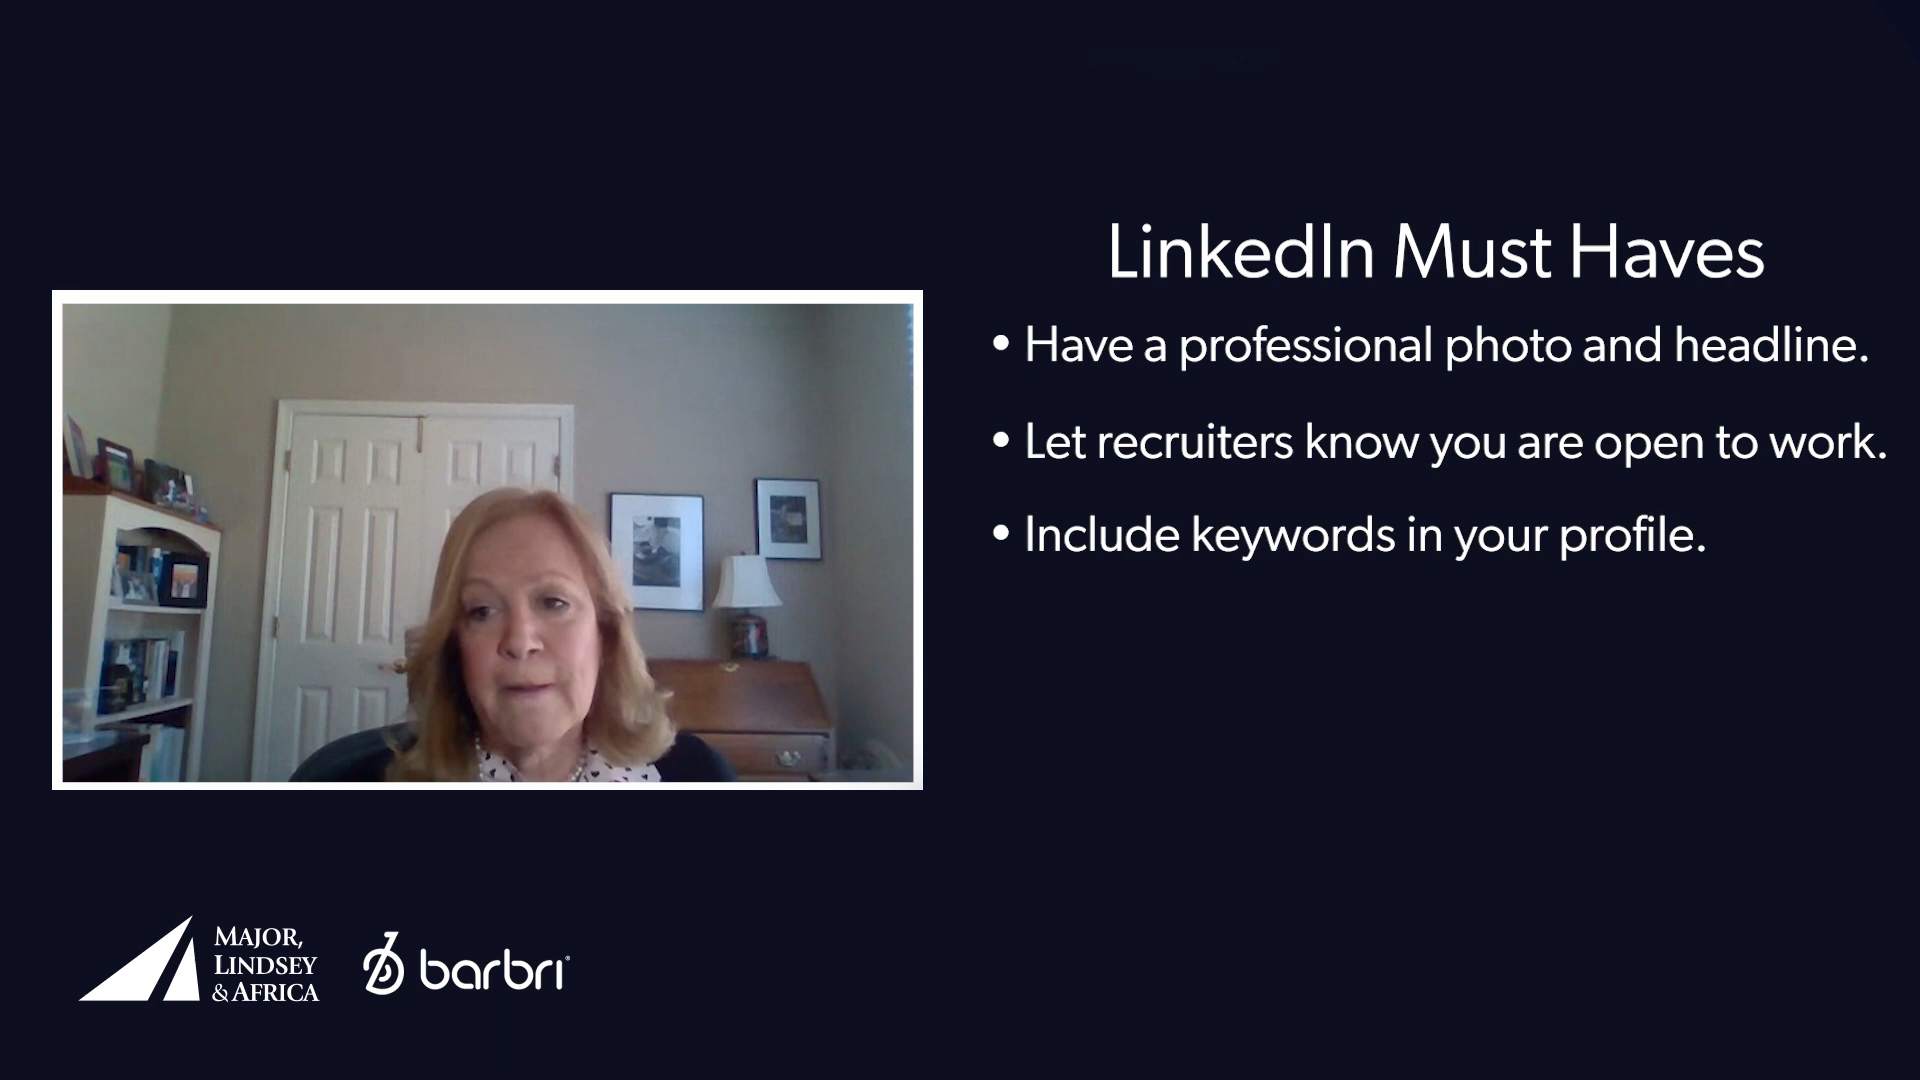 LinkedIn Must Haves
• Have a professional photo and headline.
• Let recruiters know you are open to work.
• Include keywords in your profile.
MAJOR,
LINDSEY
& AFRICA
barbri®